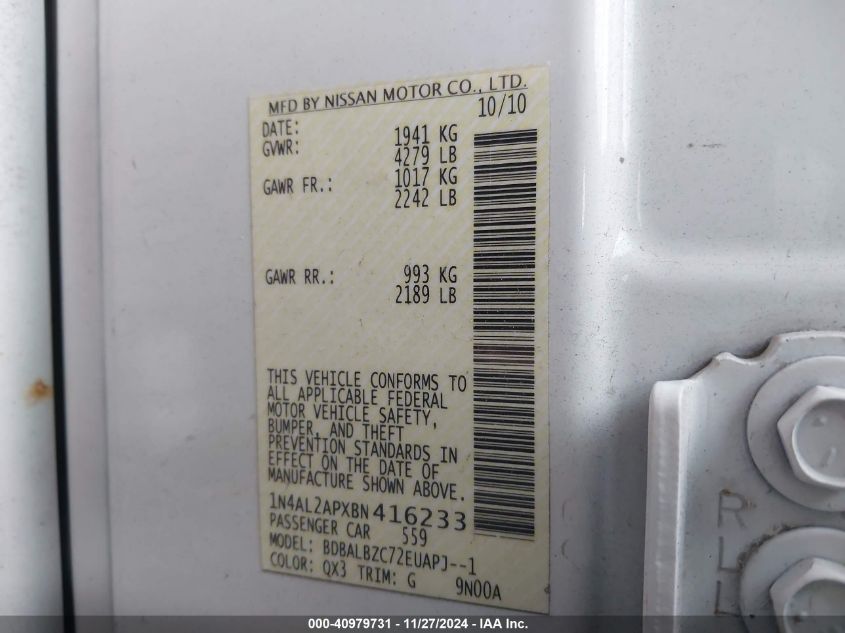 MFD BY NISSAN MOTOR CO., LTD.
DATE: 10/10
GVWR: 1941 KG
4279 LB
GAWR FR.: 1017 KG
2242 LB
GAWR RR.: 993 KG
2189 LB
THIS VEHICLE CONFORMS TO
ALL APPLICABLE FEDERAL
MOTOR VEHICLE SAFETY,
BUMPER, AND THEFT
PREVENTION STANDARDS IN
EFFECT ON THE DATE OF
MANUFACTURE SHOWN ABOVE.
1N4AL2APXBN416233
PASSENGER CAR 559
MODEL: BDBALBZC72EUAPJ--1
COLOR: QX3 TRIM: G 9N00A
RLL
000-40979731 - 11/27/2024 - IAA Inc.